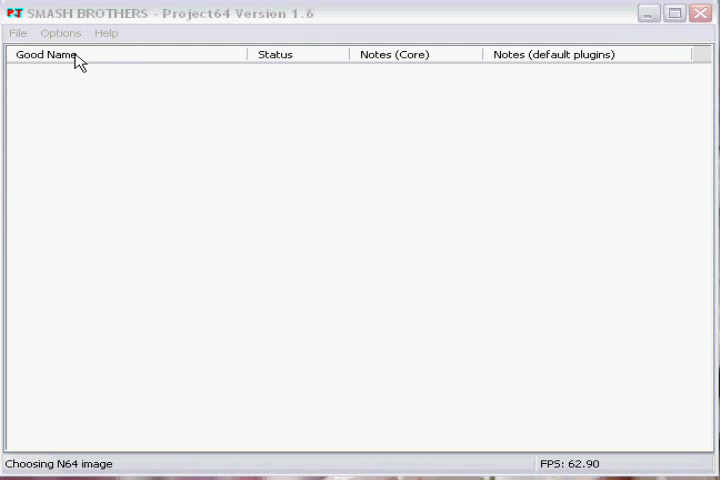 SMASH BROTHERS - Project64 Version 1.6
File Options Help
Good Name Status Notes (Core) Notes (default plugins)
Choosing N64 image FPS: 62.90